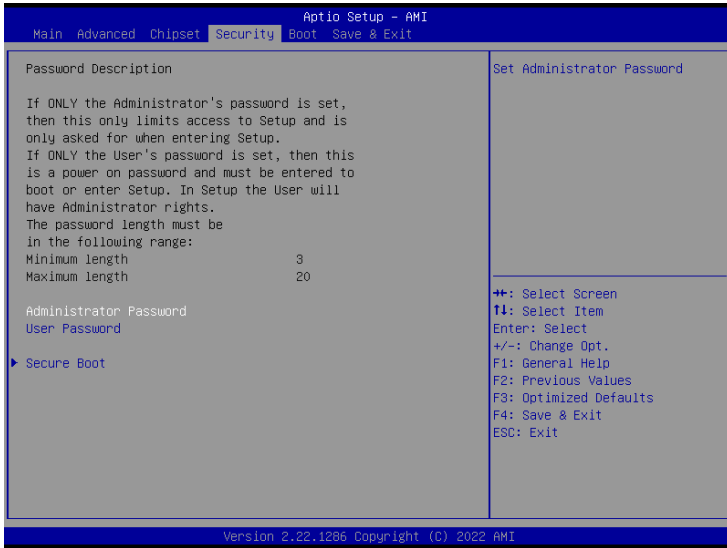 Aptio Setup - AMI
Main Advanced Chipset Security Boot Save & Exit
Password Description
If ONLY the Administrator's password is set,
then this only limits access to Setup and is
only asked for when entering Setup.
If ONLY the User's password is set, then this
is a power on password and must be entered to
boot or enter Setup. In Setup the User will
have Administrator rights.
The password length must be
in the following range:
Minimum length 3
Maximum length 20
Administrator Password
User Password
Secure Boot
Set Administrator Password
→←: Select Screen
↑↓: Select Item
Enter: Select
+/-: Change Opt.
F1: General Help
F2: Previous Values
F3: Optimized Defaults
F4: Save & Exit
ESC: Exit
Version 2.22.1286 Copyright (C) 2022 AMI